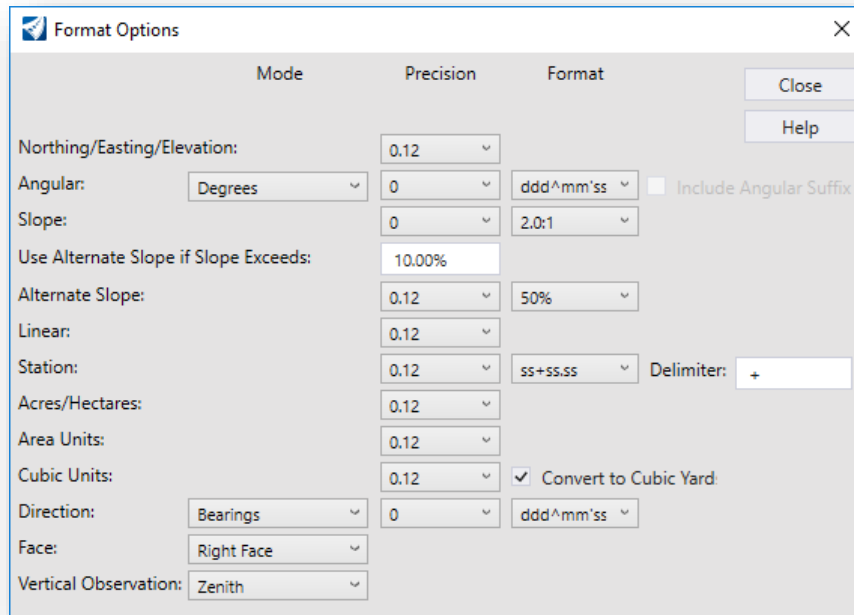 Format Options
Mode Precision Format
Close
Help
Northing/Easting/Elevation: 0.12
Angular: Degrees 0 ddd^mm'ss Include Angular Suffix
Slope: 0 2.0:1
Use Alternate Slope if Slope Exceeds: 10.00%
Alternate Slope: 0.12 50%
Linear: 0.12
Station: 0.12 ss+ss.ss Delimiter: +
Acres/Hectares: 0.12
Area Units: 0.12
Cubic Units: 0.12 Convert to Cubic Yard
Direction: Bearings 0 ddd^mm'ss
Face: Right Face
Vertical Observation: Zenith